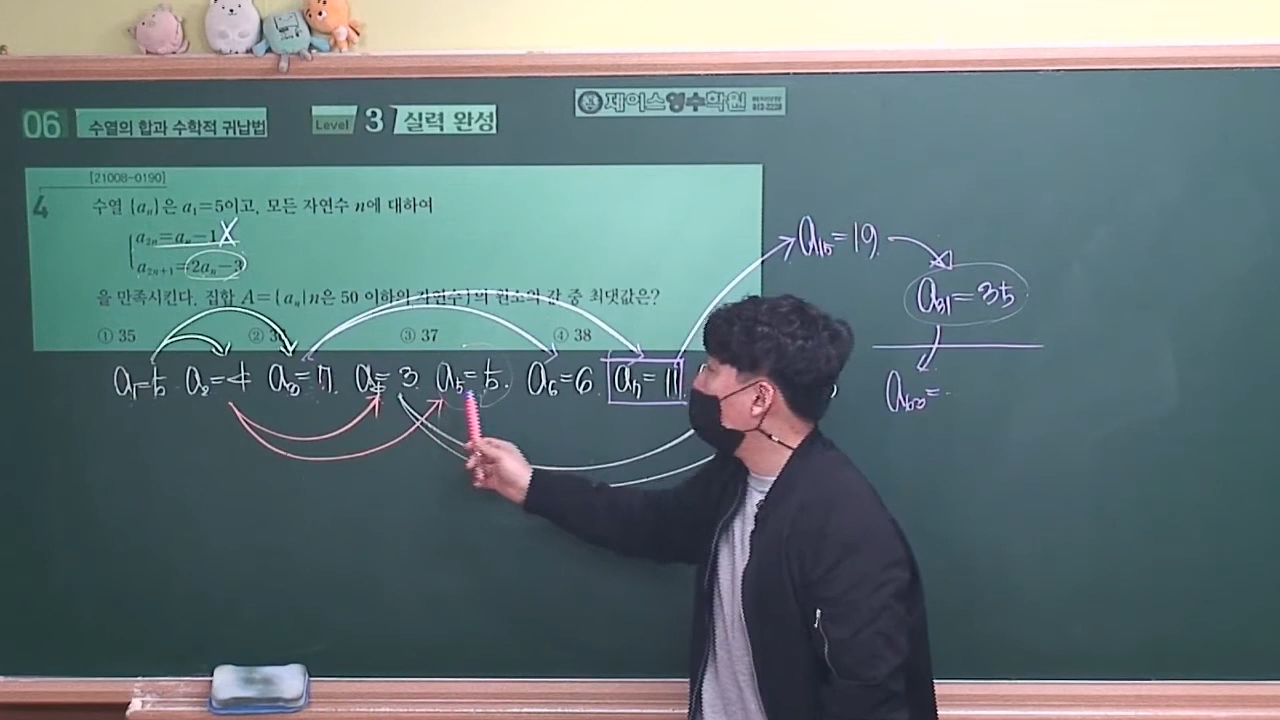 06 수열의 합과 수학적 귀납법
Level 3 실력 완성
제이스영수학원
[21008-0190]
4
수열 {aₙ}은 a₁=5이고, 모든 자연수 n에 대하여
a₂ₙ=aₙ-1 X
a₂ₙ₊₁=2aₙ-3
을 만족시킨다. 집합 A={aₙ|n은 50 이하의 자연수}의 원소의 값 중 최댓값은?
① 35 ② 36 ③ 37 ④ 38
a₁=5 a₂=4 a₃=7 a₄=3 a₅=5 a₆=6 a₇=11
a₁₅=19
a₃₁=35